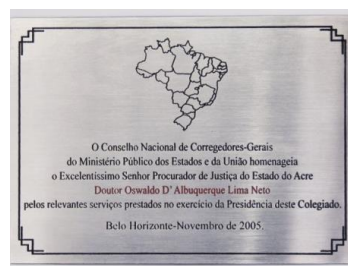 O Conselho Nacional de Corregedores-Gerais
do Ministério Público dos Estados e da União homenageia
o Excelentíssimo Senhor Procurador de Justiça do Estado do Acre
Doutor Oswaldo D'Albuquerque Lima Neto
pelos relevantes serviços prestados no exercício da Presidência deste Colegiado.
Belo Horizonte-Novembro de 2005.